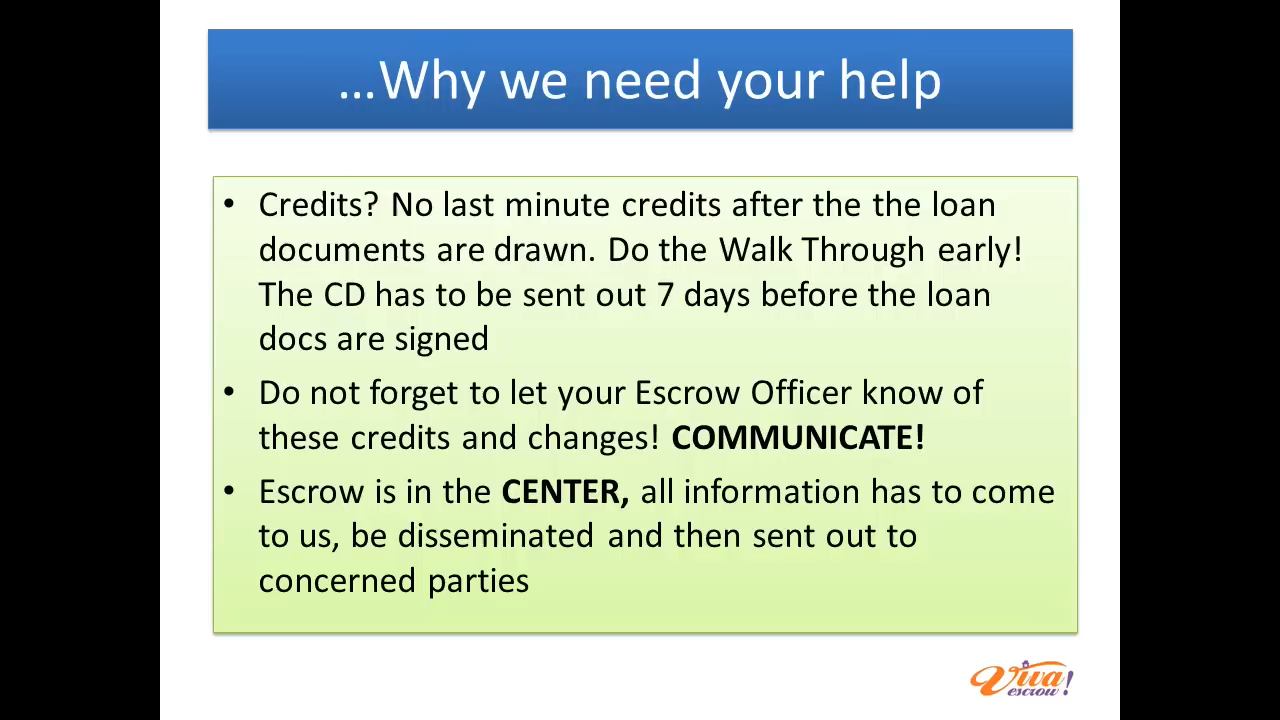 …Why we need your help
• Credits? No last minute credits after the the loan
documents are drawn. Do the Walk Through early!
The CD has to be sent out 7 days before the loan
docs are signed
• Do not forget to let your Escrow Officer know of
these credits and changes! COMMUNICATE!
• Escrow is in the CENTER, all information has to come
to us, be disseminated and then sent out to
concerned parties
Viva
escrow!